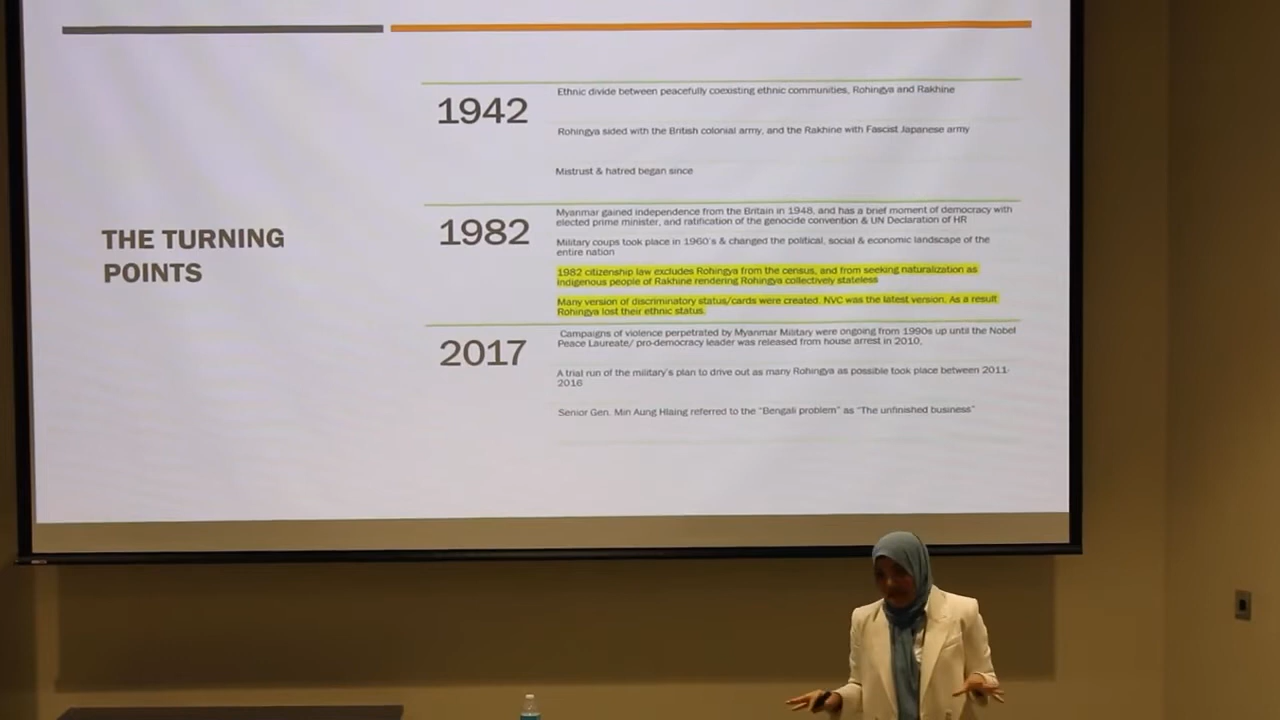 THE TURNING
POINTS
1942
Ethnic divide between peacefully coexisting ethnic communities, Rohingya and Rakhine
Rohingya sided with the British colonial army, and the Rakhine with Fascist Japanese army
Mistrust & hatred began since
1982
Myanmar gained independence from the Britain in 1948, and has a brief moment of democracy with
elected prime minister, and ratification of the genocide convention & UN Declaration of HR
Military coups took place in 1960's & changed the political, social & economic landscape of the
entire nation
1982 citizenship law excludes Rohingya from the census, and from seeking naturalization as
indigenous people of Rakhine rendering Rohingya collectively stateless
Many version of discriminatory status/cards were created. NVC was the latest version. As a result
Rohingya lost their ethnic status.
2017
Campaigns of violence perpetrated by Myanmar Military were ongoing from 1990s up until the Nobel
Peace Laureate/ pro-democracy leader was released from house arrest in 2010.
A trial run of the military's plan to drive out as many Rohingya as possible took place between 2011-
2016
Senior Gen. Min Aung Hlaing referred to the "Bengali problem" as "The unfinished business"